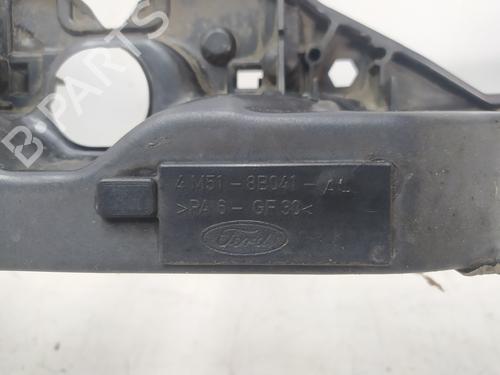 B-PARTS
4M51-8B041-AL
>PA 6 - GF 30<
Ford